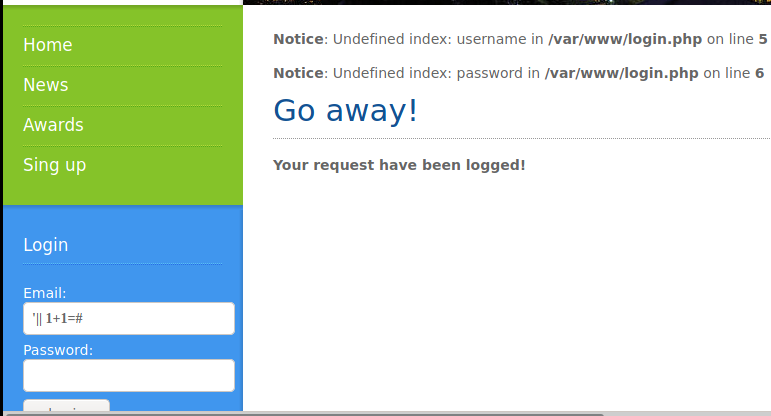 Home
News
Awards
Sing up
Login
Email:
'|| 1+1=#
Password:
Notice: Undefined index: username in /var/www/login.php on line 5
Notice: Undefined index: password in /var/www/login.php on line 6
Go away!
Your request have been logged!